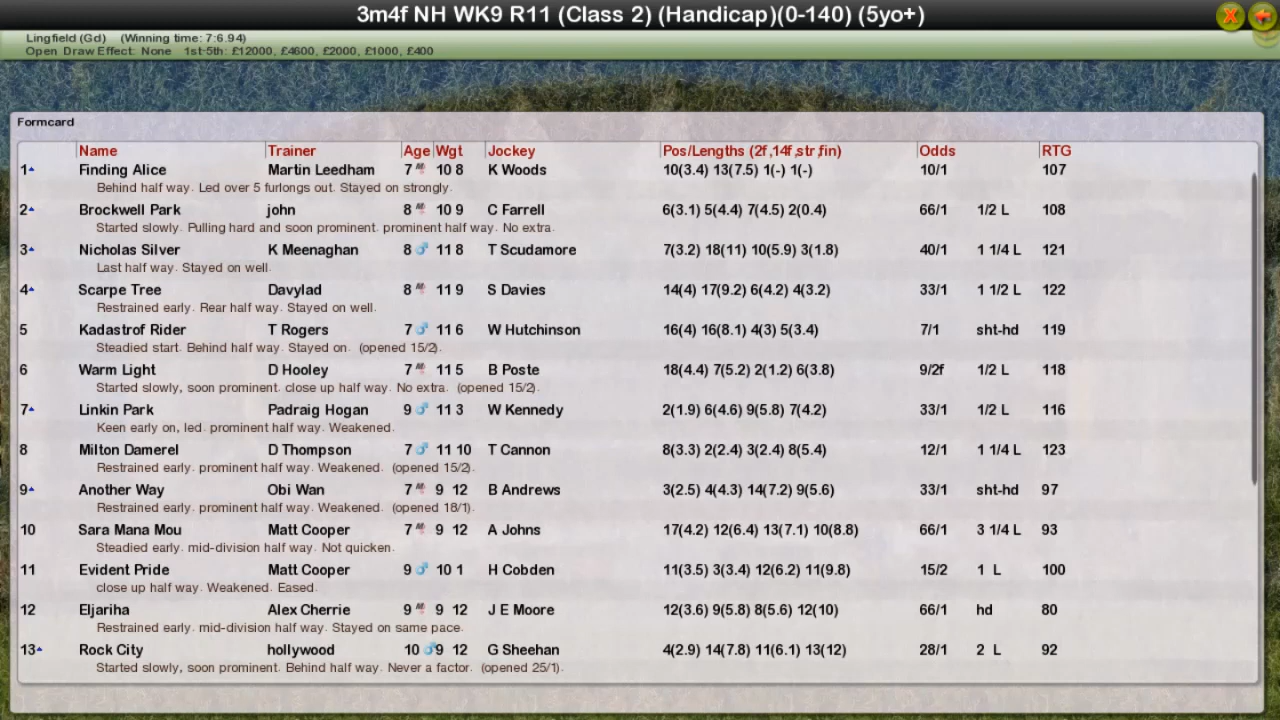 3m4f NH WK9 R11 (Class 2) (Handicap)(0-140) (5yo+)
Lingfield (Gd) (Winning time: 7:6.94)
Open Draw Effect: None 1st-5th: £12000, £4600, £2000, £1000, £400
Formcard
Name Trainer Age Wgt Jockey Pos/Lengths (2f,14f,str,fin) Odds RTG
1 Finding Alice Martin Leedham 7 10 8 K Woods 10(3.4) 13(7.5) 1(-) 1(-) 10/1 107
Behind half way. Led over 5 furlongs out. Stayed on strongly.
2 Brockwell Park john 8 10 9 C Farrell 6(3.1) 5(4.4) 7(4.5) 2(0.4) 66/1 1/2 L 108
Started slowly. Pulling hard and soon prominent. prominent half way. No extra.
3 Nicholas Silver K Meenaghan 8 11 8 T Scudamore 7(3.2) 18(11) 10(5.9) 3(1.8) 40/1 1 1/4 L 121
Last half way. Stayed on well.
4 Scarpe Tree Davylad 8 11 9 S Davies 14(4) 17(9.2) 6(4.2) 4(3.2) 33/1 1 1/2 L 122
Restrained early. Rear half way. Stayed on well.
5 Kadastrof Rider T Rogers 7 11 6 W Hutchinson 16(4) 16(8.1) 4(3) 5(3.4) 7/1 sht-hd 119
Steadied start. Behind half way. Stayed on. (opened 15/2).
6 Warm Light D Hooley 7 11 5 B Poste 18(4.4) 7(5.2) 2(1.2) 6(3.8) 9/2f 1/2 L 118
Started slowly, soon prominent. close up half way. No extra. (opened 15/2).
7 Linkin Park Padraig Hogan 9 11 3 W Kennedy 2(1.9) 6(4.6) 9(5.8) 7(4.2) 33/1 1/2 L 116
Keen early on, led. prominent half way. Weakened.
8 Milton Damerel D Thompson 7 11 10 T Cannon 8(3.3) 2(2.4) 3(2.4) 8(5.4) 12/1 1 1/4 L 123
Restrained early. prominent half way. Weakened. (opened 15/2).
9 Another Way Obi Wan 7 9 12 B Andrews 3(2.5) 4(4.3) 14(7.2) 9(5.6) 33/1 sht-hd 97
Restrained early. prominent half way. Weakened. (opened 18/1).
10 Sara Mana Mou Matt Cooper 7 9 12 A Johns 17(4.2) 12(6.4) 13(7.1) 10(8.8) 66/1 3 1/4 L 93
Steadied early. mid-division half way. Not quicken.
11 Evident Pride Matt Cooper 9 10 1 H Cobden 11(3.5) 3(3.4) 12(6.2) 11(9.8) 15/2 1 L 100
close up half way. Weakened. Eased.
12 Eljariha Alex Cherrie 9 9 12 J E Moore 12(3.6) 9(5.8) 8(5.6) 12(10) 66/1 hd 80
Restrained early. mid-division half way. Stayed on same pace.
13 Rock City hollywood 10 9 12 G Sheehan 4(2.9) 14(7.8) 11(6.1) 13(12) 28/1 2 L 92
Started slowly, soon prominent. Behind half way. Never a factor. (opened 25/1).